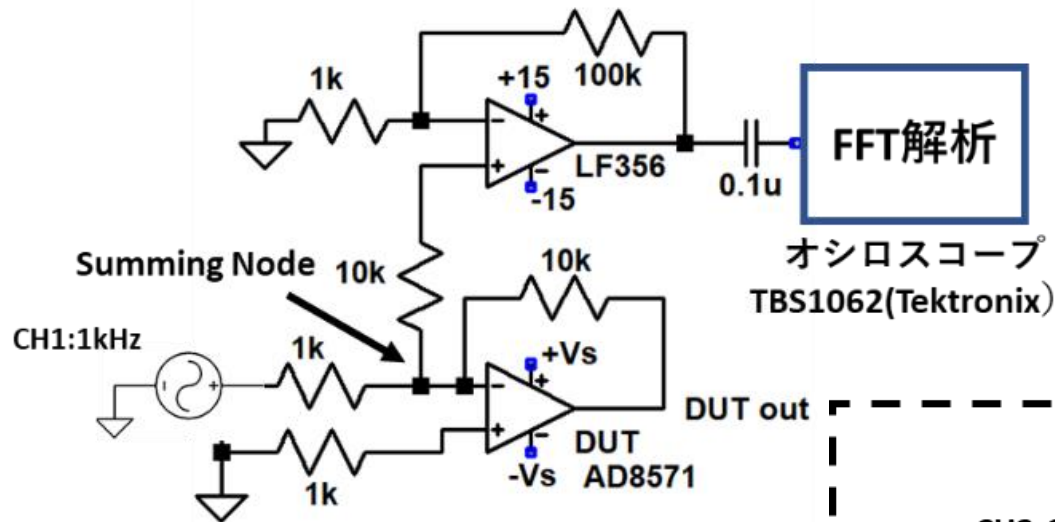 100k
1k
+15
+
−
FFT解析
+
LF356
−
0.1u
-15
オシロスコープ
Summing Node
10k
10k
TBS1062(Tektronix）
CH1:1kHz
1k
+Vs
+
−
DUT out
+
−
DUT
-Vs
AD8571
1k